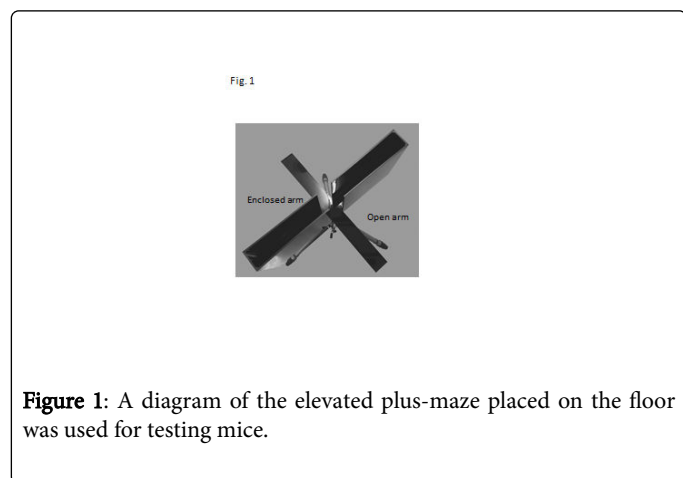 Fig. 1
Enclosed arm
Open arm
Figure 1: A diagram of the elevated plus-maze placed on the floor
was used for testing mice.